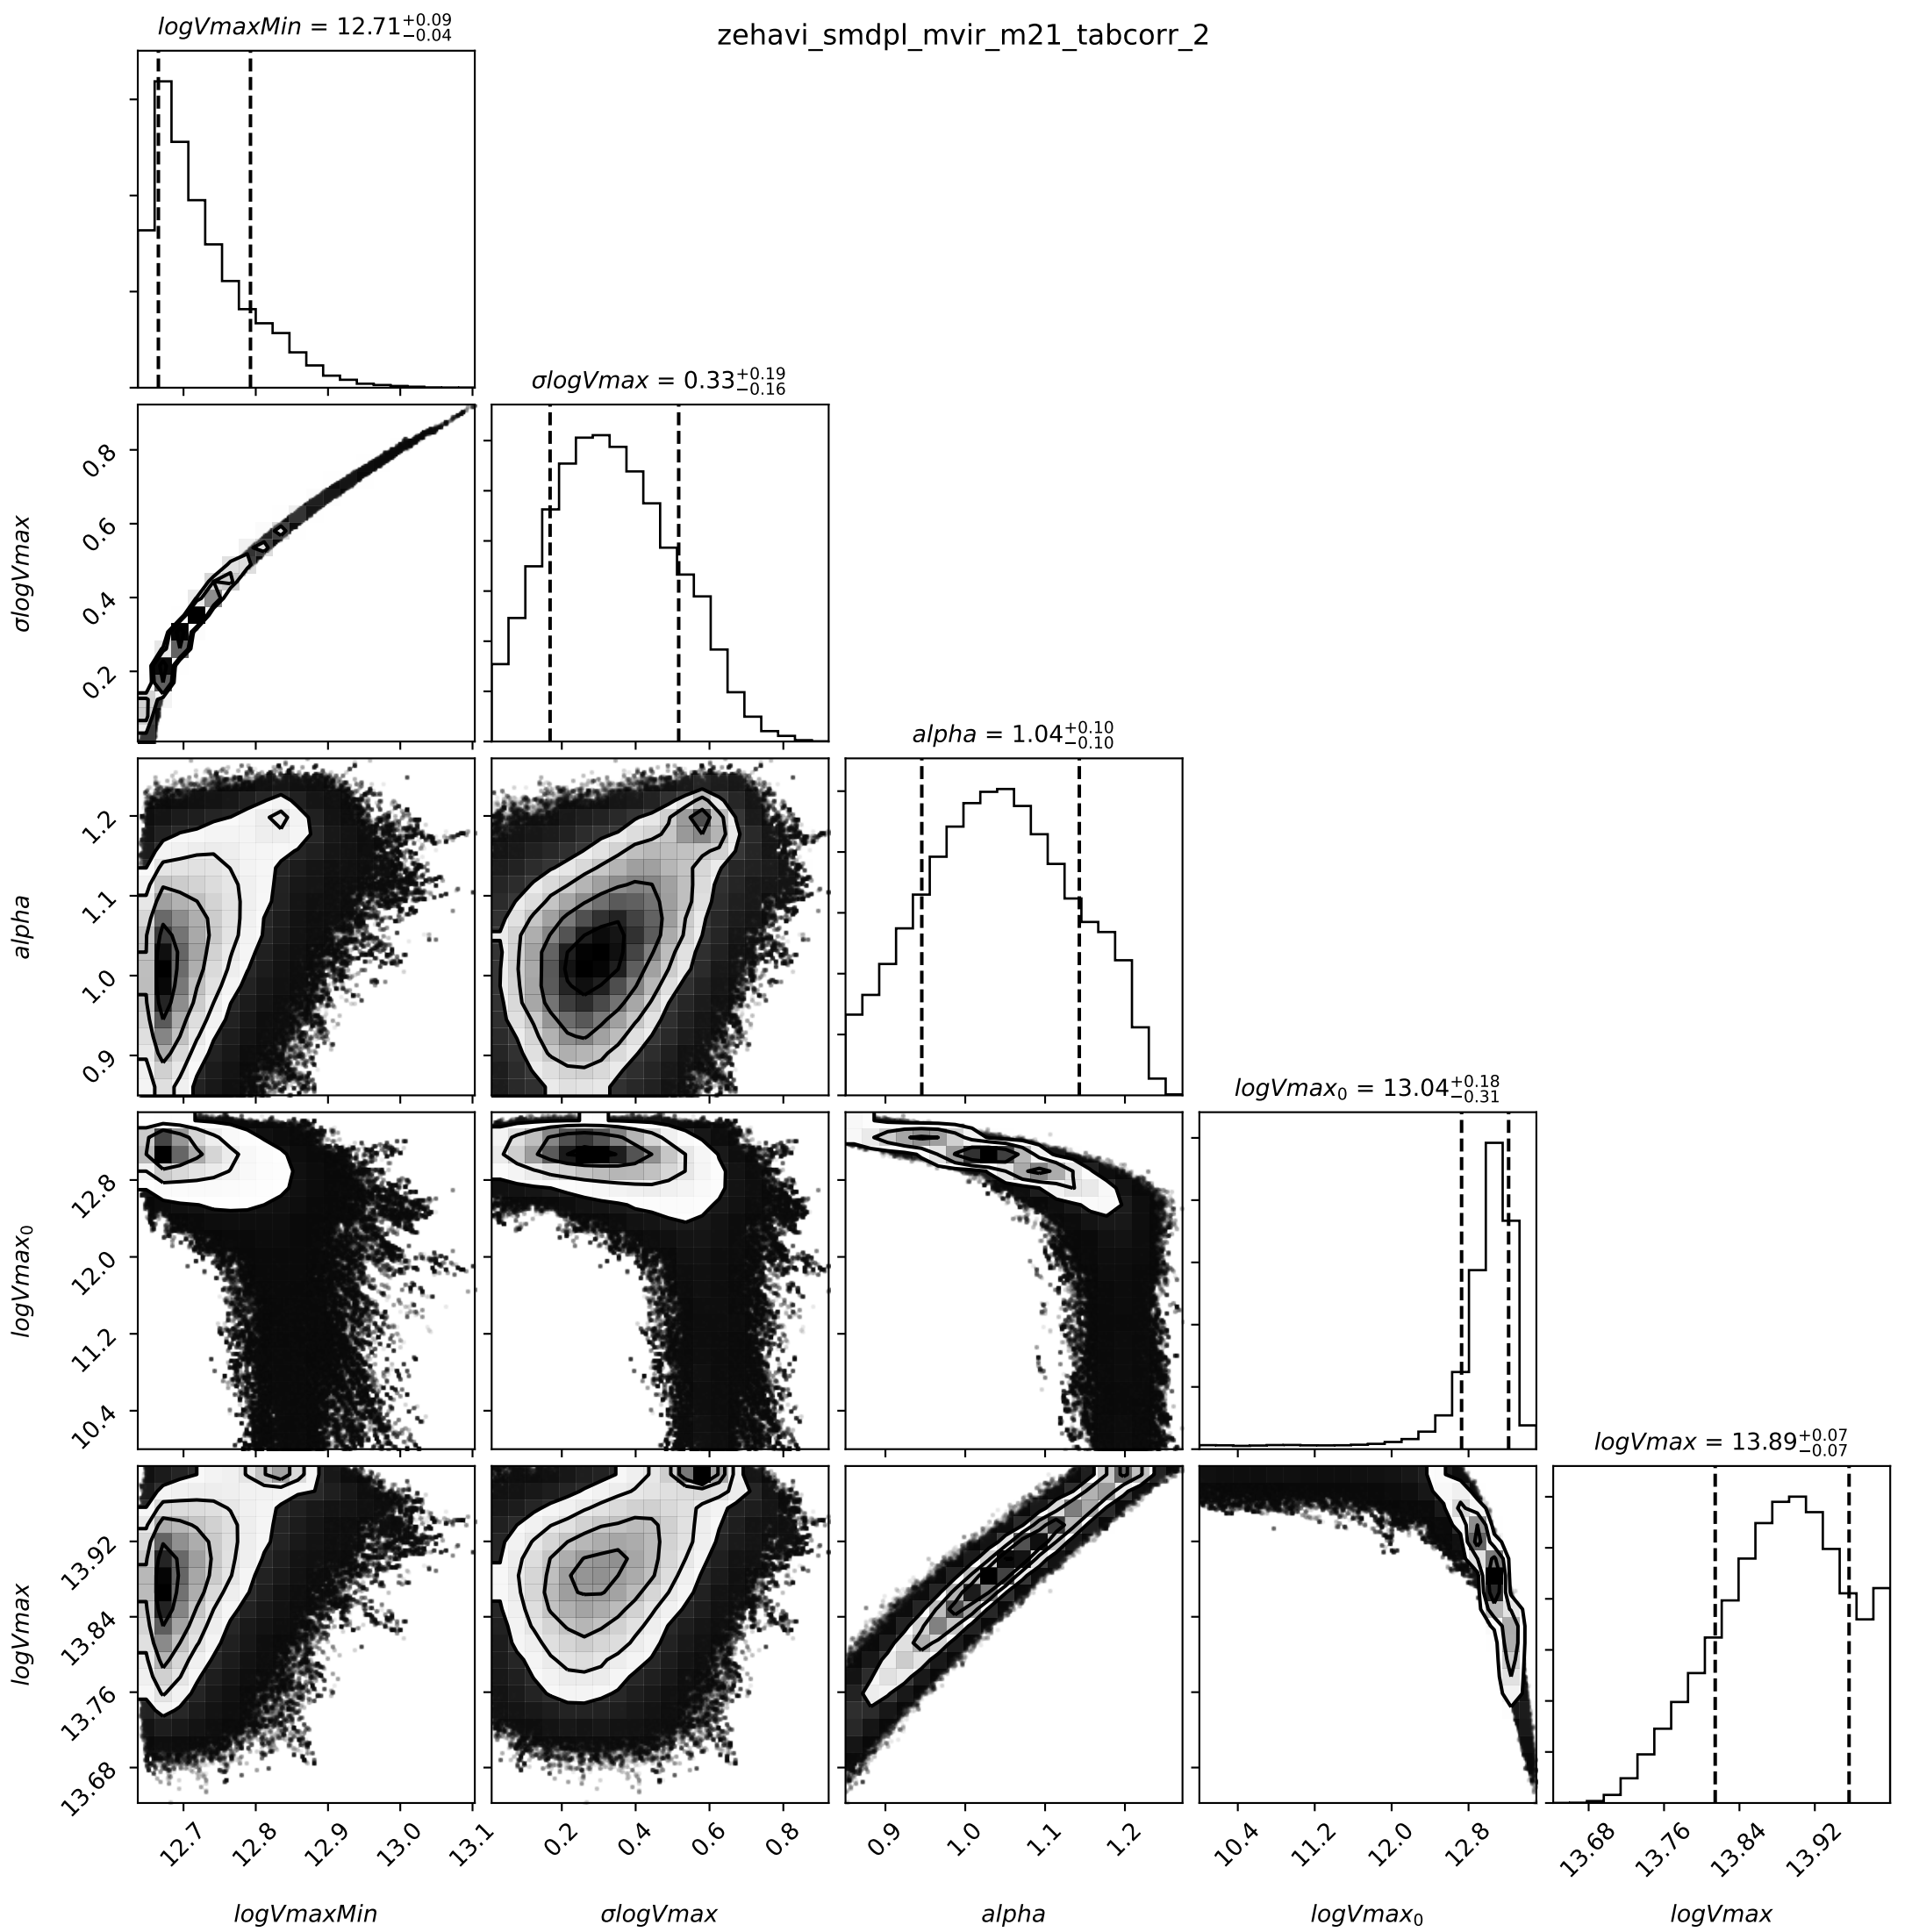 zehavi_smdpl_mvir_m21_tabcorr_2
logVmaxMin = 12.71 +0.09 −0.04
σlogVmax = 0.33 +0.19 −0.16
0.8
0.6
0.4
0.2
σlogVmax
alpha = 1.04 +0.10 −0.10
1.2
1.1
1.0
0.9
alpha
logVmax₀ = 13.04 +0.18 −0.31
12.8
12.0
11.2
10.4
logVmax₀
logVmax = 13.89 +0.07 −0.07
13.92
13.84
13.76
13.68
logVmax
12.7 12.8 12.9 13.0 13.1 0.2 0.4 0.6 0.8 0.9 1.0 1.1 1.2 10.4 11.2 12.0 12.8 13.68 13.76 13.84 13.92
logVmaxMin σlogVmax alpha logVmax₀ logVmax